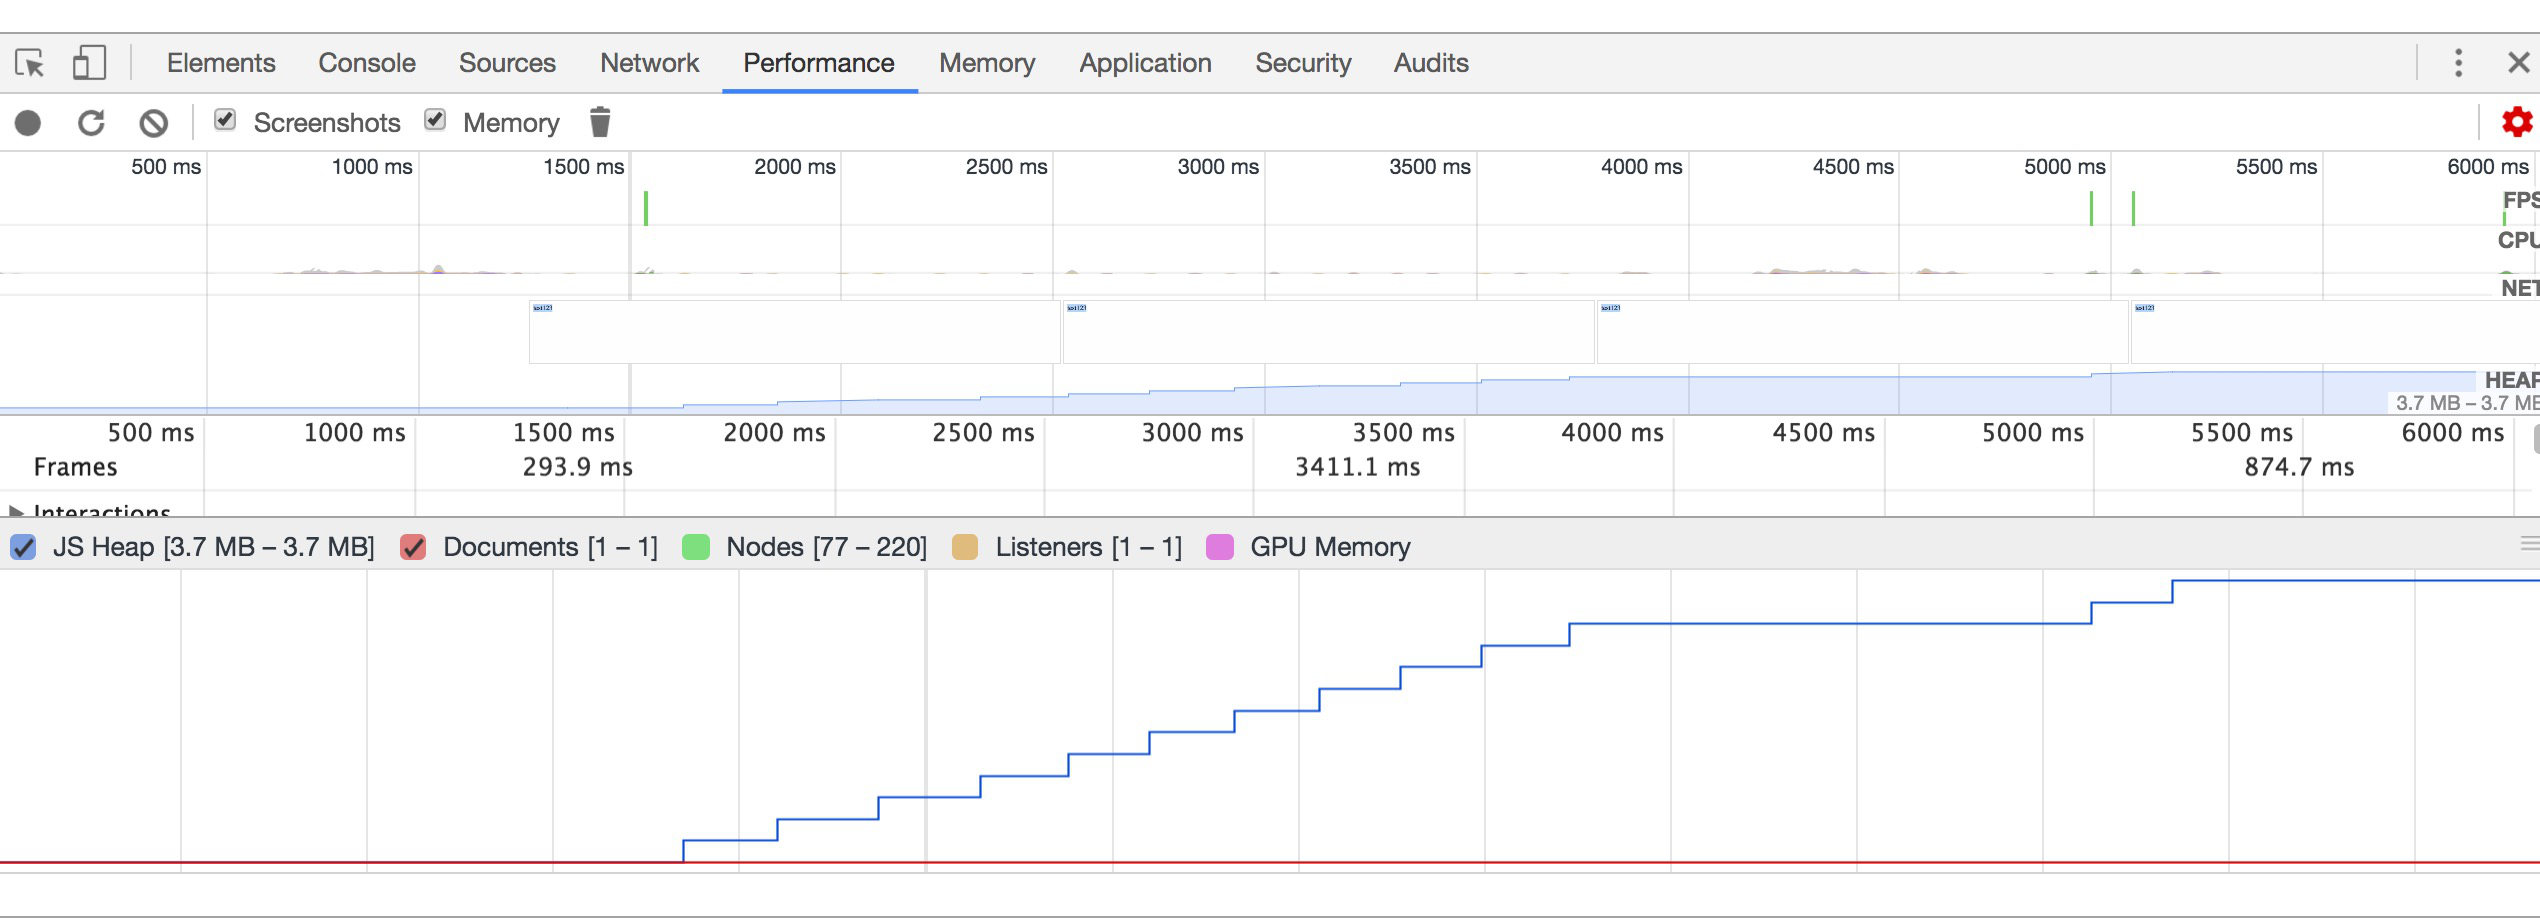 Elements Console Sources Network Performance Memory Application Security Audits
Screenshots Memory
500 ms 1000 ms 1500 ms 2000 ms 2500 ms 3000 ms 3500 ms 4000 ms 4500 ms 5000 ms 5500 ms 6000 ms
FPS
CPU
NET
HEAP
3.7 MB – 3.7 MB
500 ms 1000 ms 1500 ms 2000 ms 2500 ms 3000 ms 3500 ms 4000 ms 4500 ms 5000 ms 5500 ms 6000 ms
Frames 293.9 ms 3411.1 ms 874.7 ms
Interactions
JS Heap [3.7 MB – 3.7 MB] Documents [1 – 1] Nodes [77 – 220] Listeners [1 – 1] GPU Memory